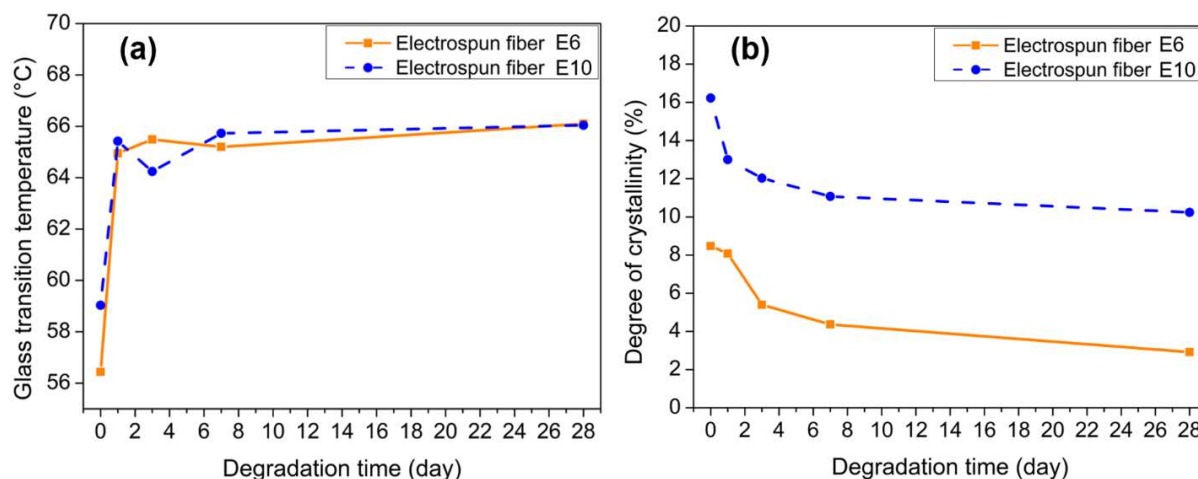 (a)
Electrospun fiber E6
Electrospun fiber E10
Glass transition temperature (°C)
70
68
66
64
62
60
58
56
0 2 4 6 8 10 12 14 16 18 20 22 24 26 28
Degradation time (day)
(b)
Electrospun fiber E6
Electrospun fiber E10
Degree of crystallinity (%)
20
18
16
14
12
10
8
6
4
2
0
0 2 4 6 8 10 12 14 16 18 20 22 24 26 28
Degradation time (day)